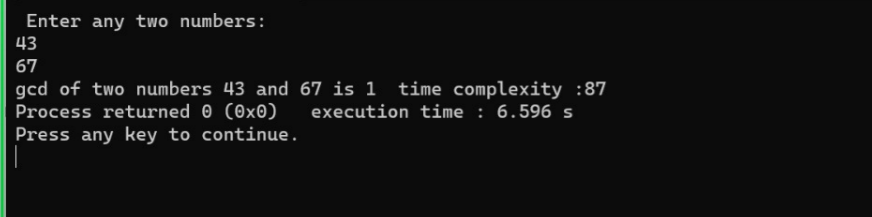 Enter any two numbers:
43
67
gcd of two numbers 43 and 67 is 1  time complexity :87
Process returned 0 (0x0)   execution time : 6.596 s
Press any key to continue.